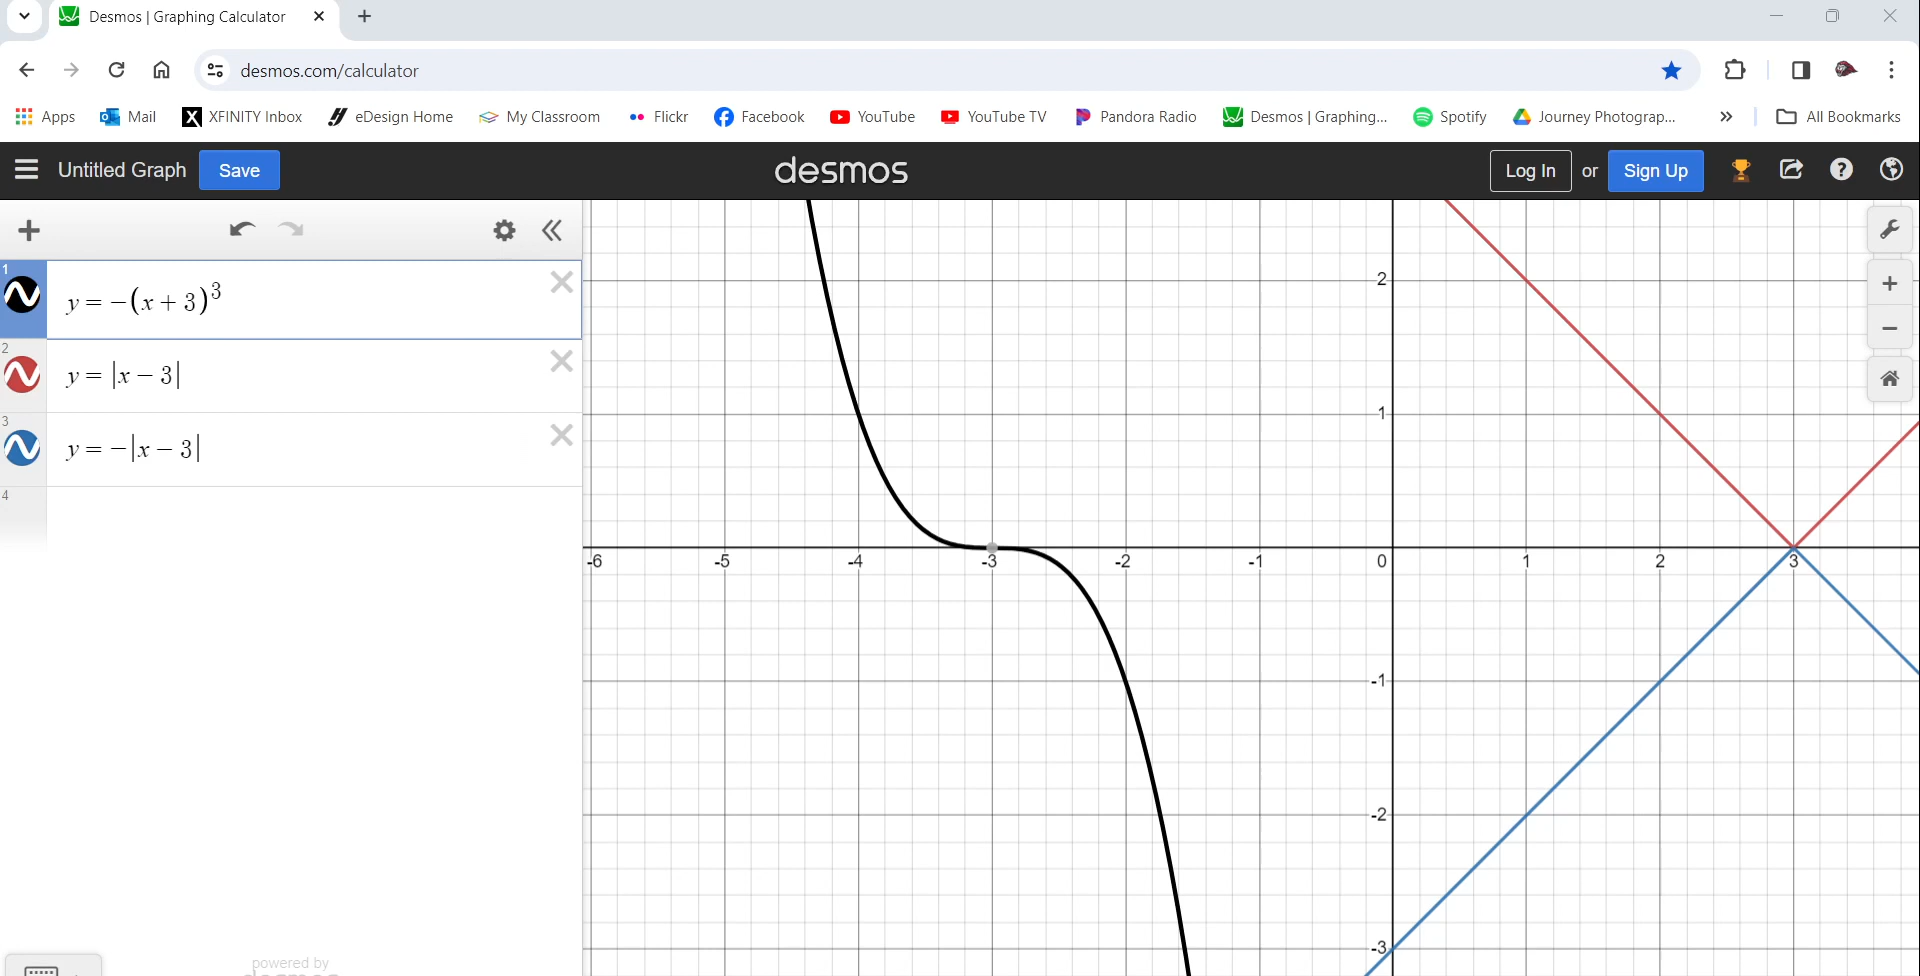 Desmos | Graphing Calculator
desmos.com/calculator
Apps Mail XFINITY Inbox eDesign Home My Classroom Flickr Facebook YouTube YouTube TV Pandora Radio Desmos | Graphing... Spotify Journey Photograp... » All Bookmarks
Untitled Graph Save desmos Log In or Sign Up
1
y = −(x + 3)³
2
y = |x − 3|
3
y = −|x − 3|
4
2
1
-6 -5 -4 -3 -2 -1 0 1 2 3
-1
-2
-3
powered by